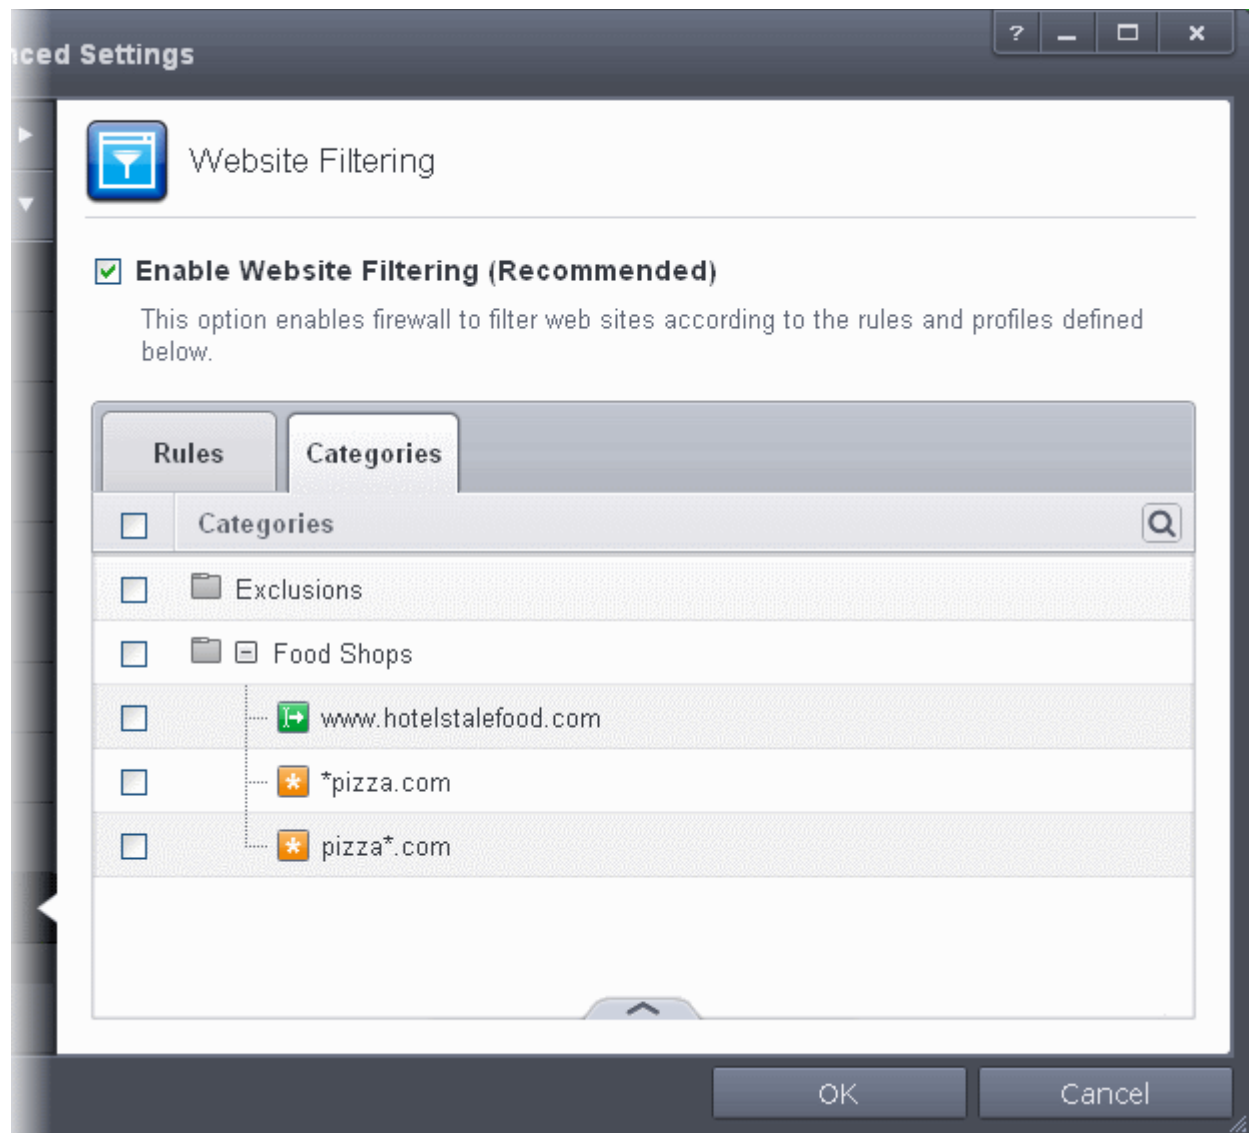 nced Settings
?
Website Filtering
Enable Website Filtering (Recommended)
This option enables firewall to filter web sites according to the rules and profiles defined
below.
Rules Categories
Categories
Exclusions
Food Shops
www.hotelstalefood.com
*pizza.com
pizza*.com
OK Cancel